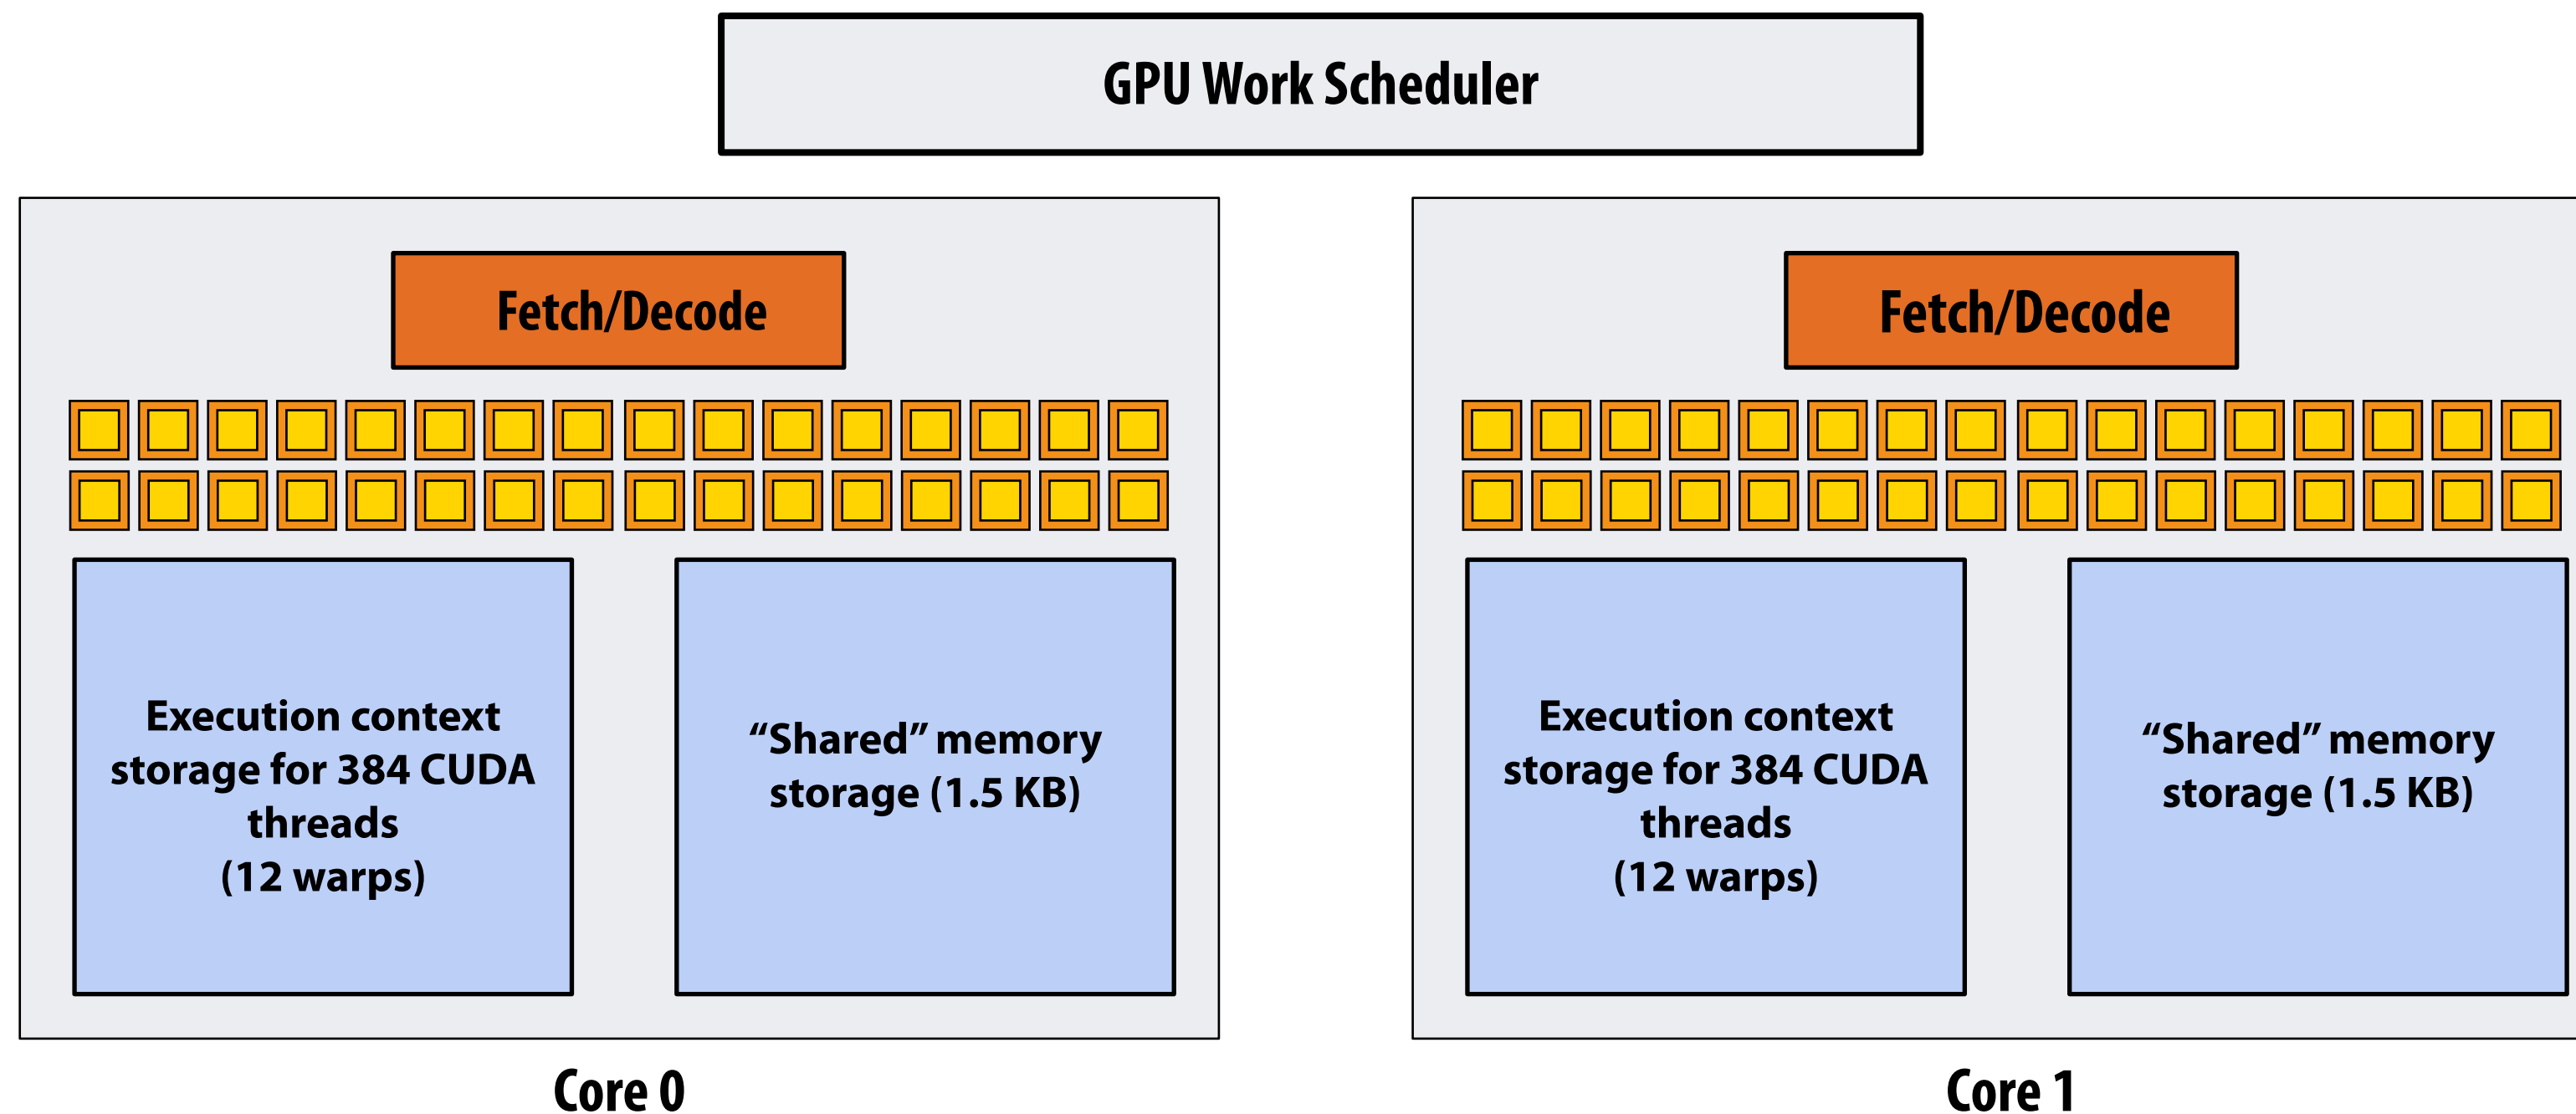 GPU Work Scheduler
Fetch/Decode
Execution context
storage for 384 CUDA
threads
(12 warps)
“Shared” memory
storage (1.5 KB)
Core 0
Fetch/Decode
Execution context
storage for 384 CUDA
threads
(12 warps)
“Shared” memory
storage (1.5 KB)
Core 1